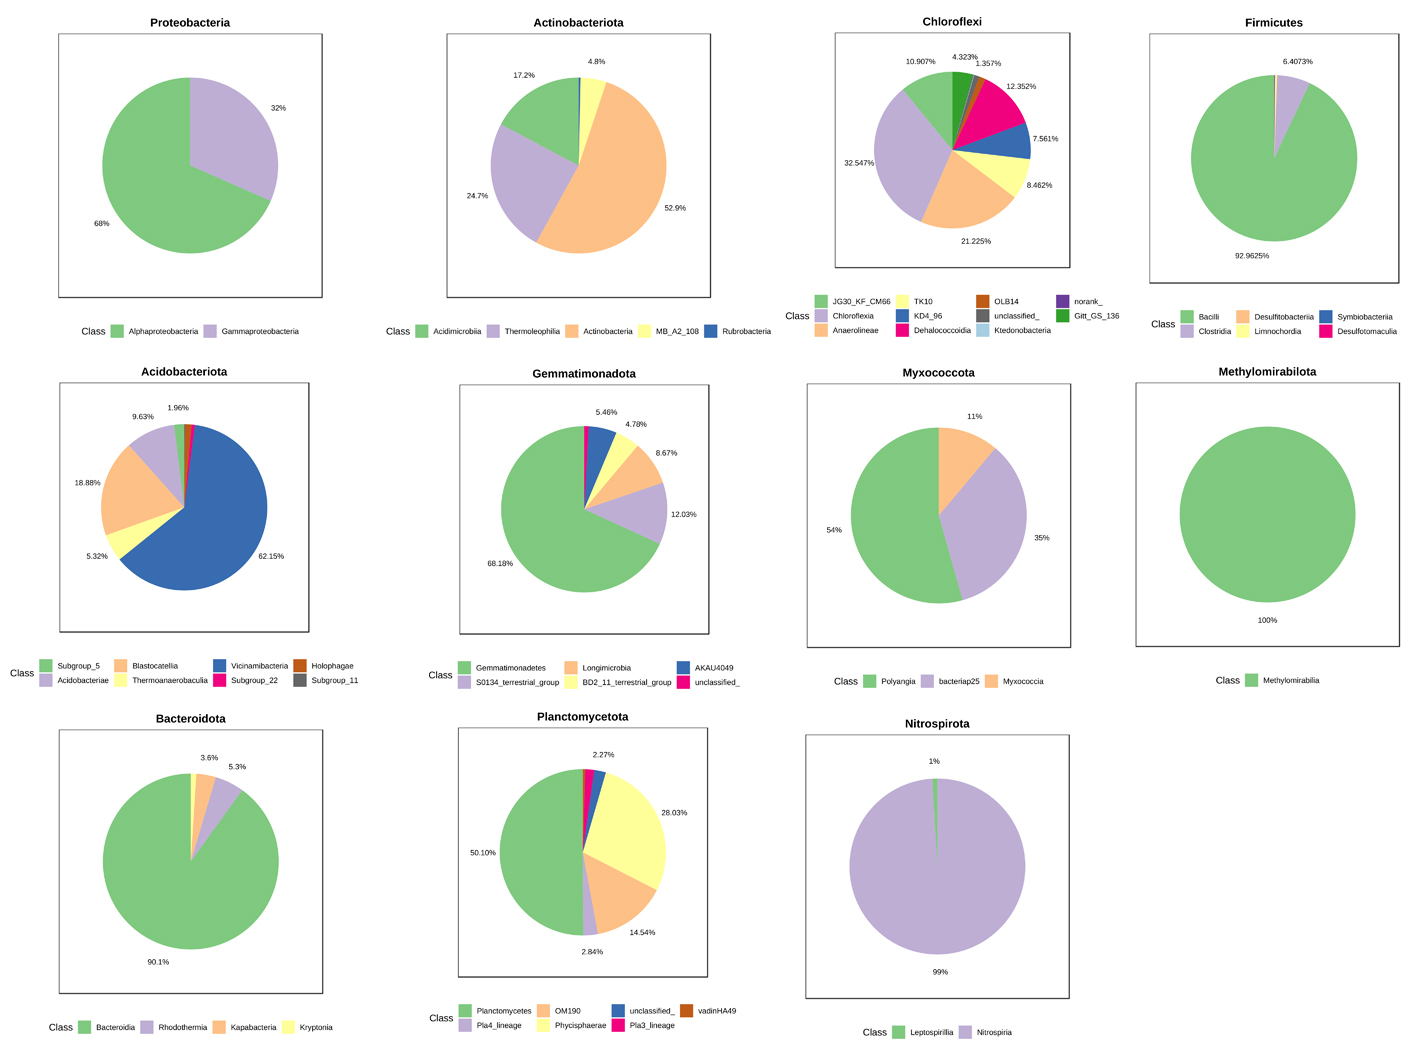 Proteobacteria
32%
68%
Class Alphaproteobacteria Gammaproteobacteria
Actinobacteriota
4.8%
17.2%
24.7%
52.9%
Class Acidimicrobiia Thermoleophilia Actinobacteria MB_A2_108 Rubrobacteria
Chloroflexi
4.323%
10.907%
1.357%
12.352%
7.561%
32.547%
8.462%
21.225%
JG30_KF_CM66 TK10 OLB14 norank_
Class Chloroflexia KD4_96 unclassified_ Gitt_GS_136
Anaerolineae Dehalococcoidia Ktedonobacteria
Firmicutes
6.4073%
92.9625%
Class
Bacilli Desulfitobacteriia Symbiobacteriia
Clostridia Limnochordia Desulfotomaculia
Acidobacteriota
1.96%
9.63%
18.88%
5.32%
62.15%
Class
Subgroup_5 Blastocatellia Vicinamibacteria Holophagae
Acidobacteriae Thermoanaerobaculia Subgroup_22 Subgroup_11
Gemmatimonadota
5.46%
4.78%
8.67%
12.03%
68.18%
Class
Gemmatimonadetes Longimicrobia AKAU4049
S0134_terrestrial_group BD2_11_terrestrial_group unclassified_
Myxococcota
11%
54%
35%
Class Polyangia bacteriap25 Myxococcia
Methylomirabilota
100%
Class Methylomirabilia
Bacteroidota
3.6%
5.3%
90.1%
Class Bacteroidia Rhodothermia Kapabacteria Kryptonia
Planctomycetota
2.27%
28.03%
50.10%
14.54%
2.84%
Class
Planctomycetes OM190 unclassified_ vadinHA49
Pla4_lineage Phycisphaerae Pla3_lineage
Nitrospirota
1%
99%
Class Leptospirillia Nitrospiria